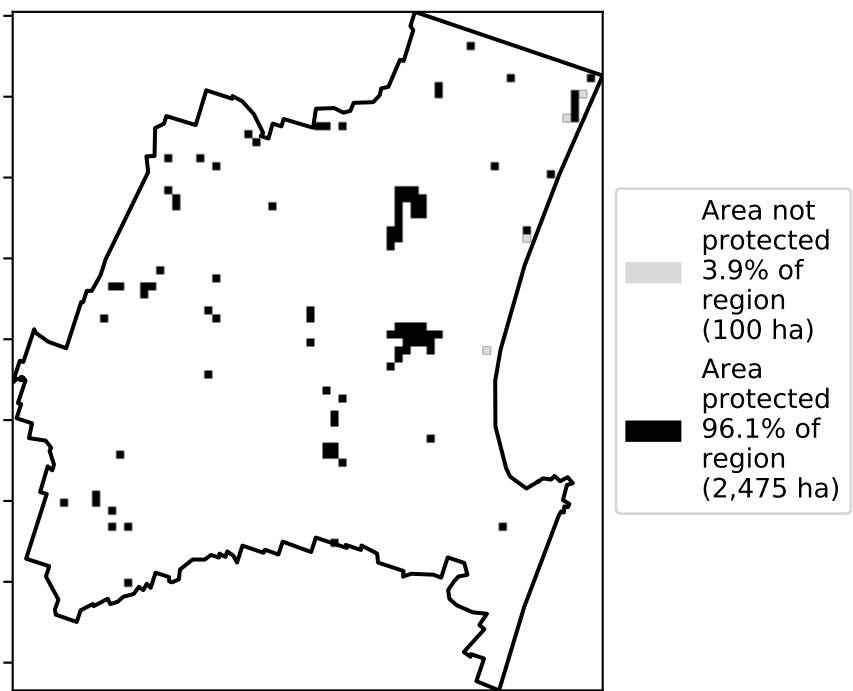 Area not
protected
3.9% of
region
(100 ha)
Area
protected
96.1% of
region
(2,475 ha)